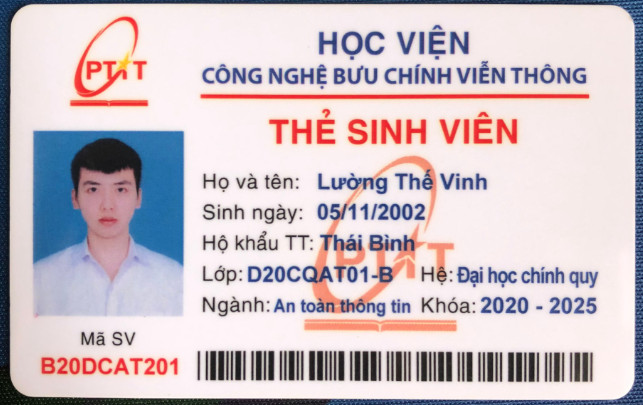 PTIT
HỌC VIỆN
CÔNG NGHỆ BƯU CHÍNH VIỄN THÔNG
THẺ SINH VIÊN
Họ và tên: Lường Thế Vinh
Sinh ngày: 05/11/2002
Hộ khẩu TT: Thái Bình
Lớp: D20CQAT01-B Hệ: Đại học chính quy
Ngành: An toàn thông tin Khóa: 2020 - 2025
PTIT
Mã SV
B20DCAT201